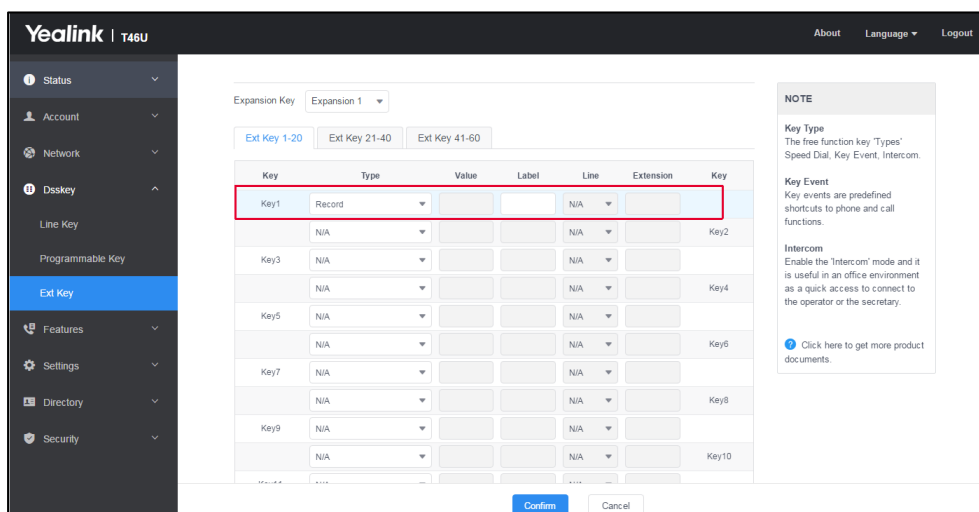 Yealink | T46U
About Language Logout
Status
Account
Network
Dsskey
Line Key
Programmable Key
Ext Key
Features
Settings
Directory
Security
Expansion Key Expansion 1
Ext Key 1-20 Ext Key 21-40 Ext Key 41-60
Key Type Value Label Line Extension Key
Key1 Record N/A
N/A N/A Key2
Key3 N/A N/A
N/A N/A Key4
Key5 N/A N/A
N/A N/A Key6
Key7 N/A N/A
N/A N/A Key8
Key9 N/A N/A
N/A N/A Key10
Confirm Cancel
NOTE
Key Type
The free function key 'Types'
Speed Dial, Key Event, Intercom.
Key Event
Key events are predefined
shortcuts to phone and call
functions.
Intercom
Enable the 'Intercom' mode and it
is useful in an office environment
as a quick access to connect to
the operator or the secretary.
Click here to get more product
documents.